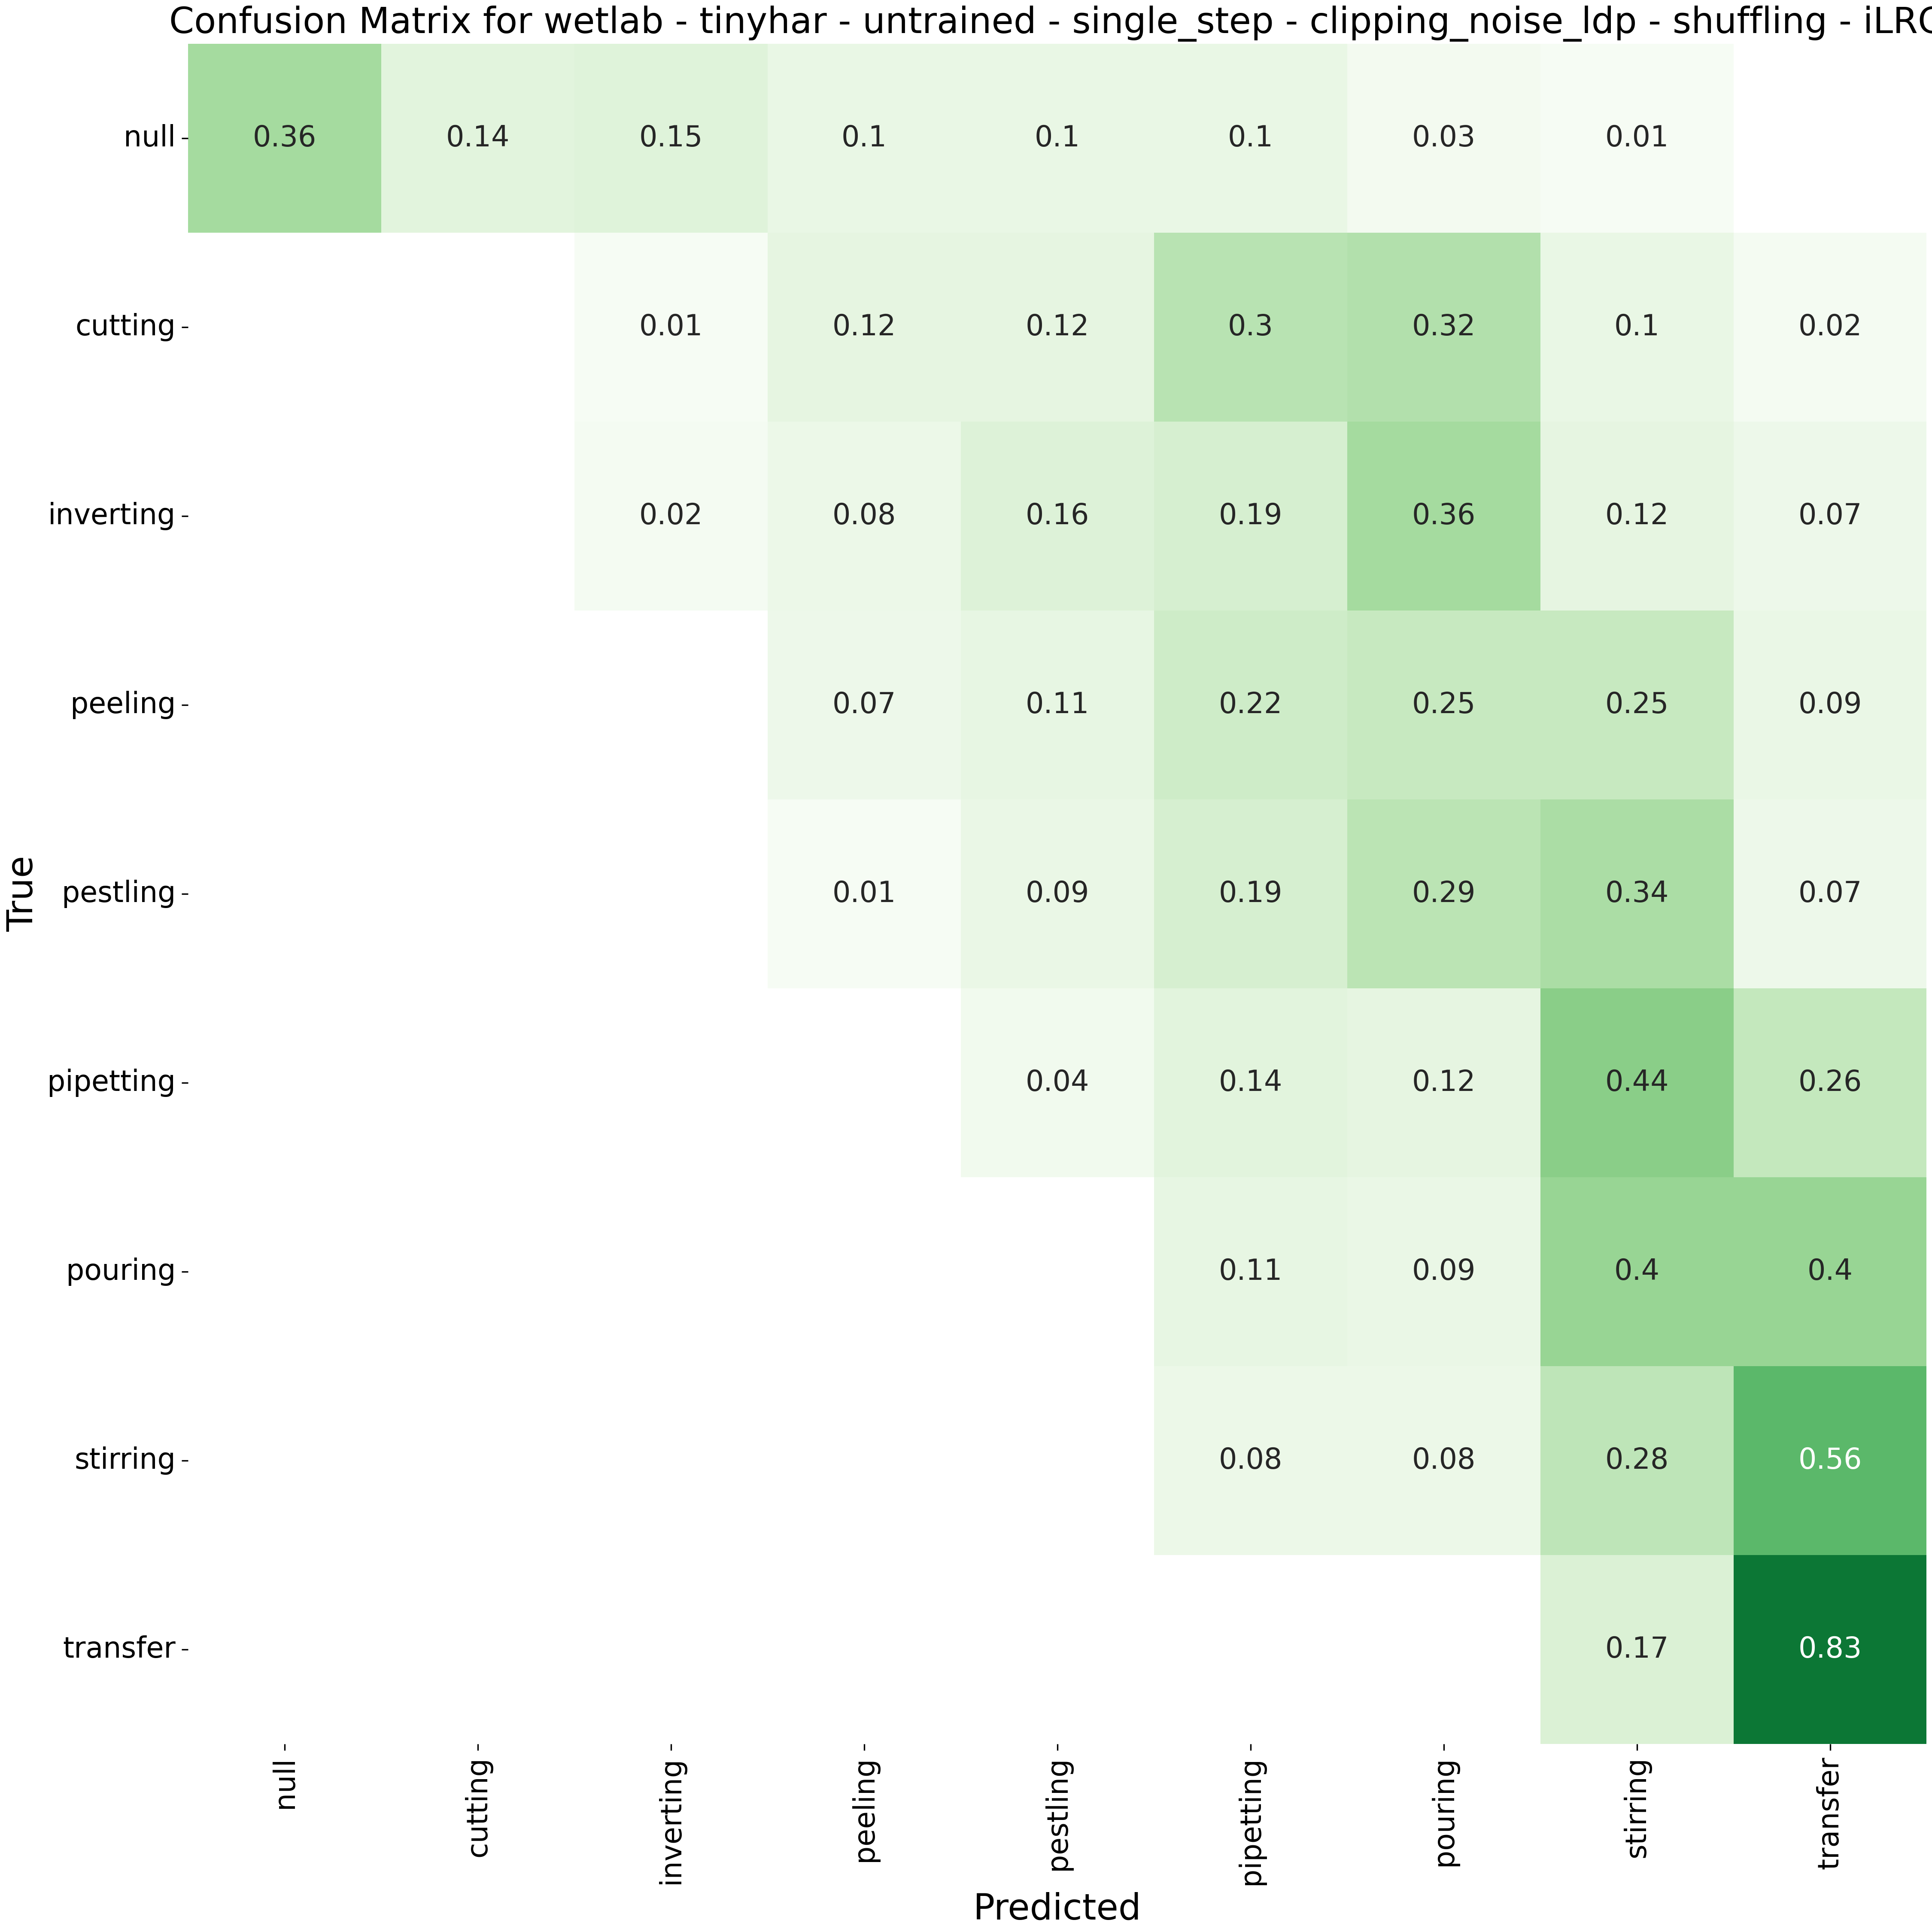 Confusion Matrix for wetlab - tinyhar - untrained - single_step - clipping_noise_ldp - shuffling - iLRG
null 0.36 0.14 0.15 0.1 0.1 0.1 0.03 0.01
cutting 0.01 0.12 0.12 0.3 0.32 0.1 0.02
inverting 0.02 0.08 0.16 0.19 0.36 0.12 0.07
peeling 0.07 0.11 0.22 0.25 0.25 0.09
pestling 0.01 0.09 0.19 0.29 0.34 0.07
pipetting 0.04 0.14 0.12 0.44 0.26
pouring 0.11 0.09 0.4 0.4
stirring 0.08 0.08 0.28 0.56
transfer 0.17 0.83
True
null cutting inverting peeling pestling pipetting pouring stirring transfer
Predicted